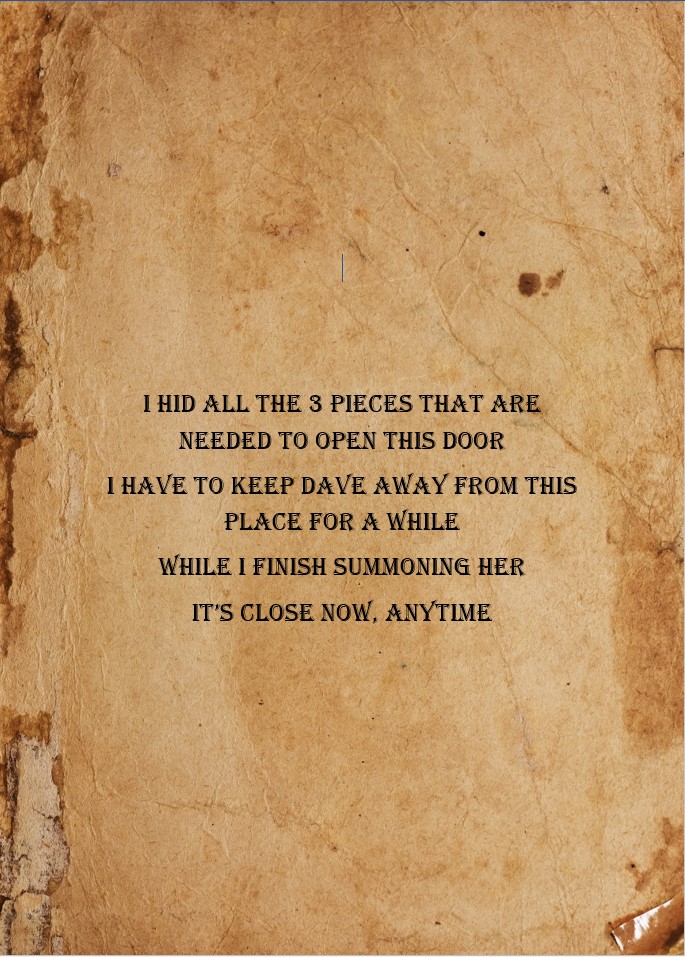 I HID ALL THE 3 PIECES THAT ARE
NEEDED TO OPEN THIS DOOR
I HAVE TO KEEP DAVE AWAY FROM THIS
PLACE FOR A WHILE
WHILE I FINISH SUMMONING HER
IT’S CLOSE NOW, ANYTIME